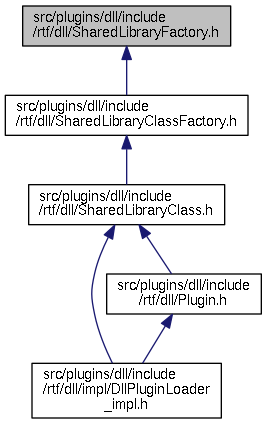 src/plugins/dll/include
/rtf/dll/SharedLibraryFactory.h
src/plugins/dll/include
/rtf/dll/SharedLibraryClassFactory.h
src/plugins/dll/include
/rtf/dll/SharedLibraryClass.h
src/plugins/dll/include
/rtf/dll/Plugin.h
src/plugins/dll/include
/rtf/dll/impl/DllPluginLoader
_impl.h